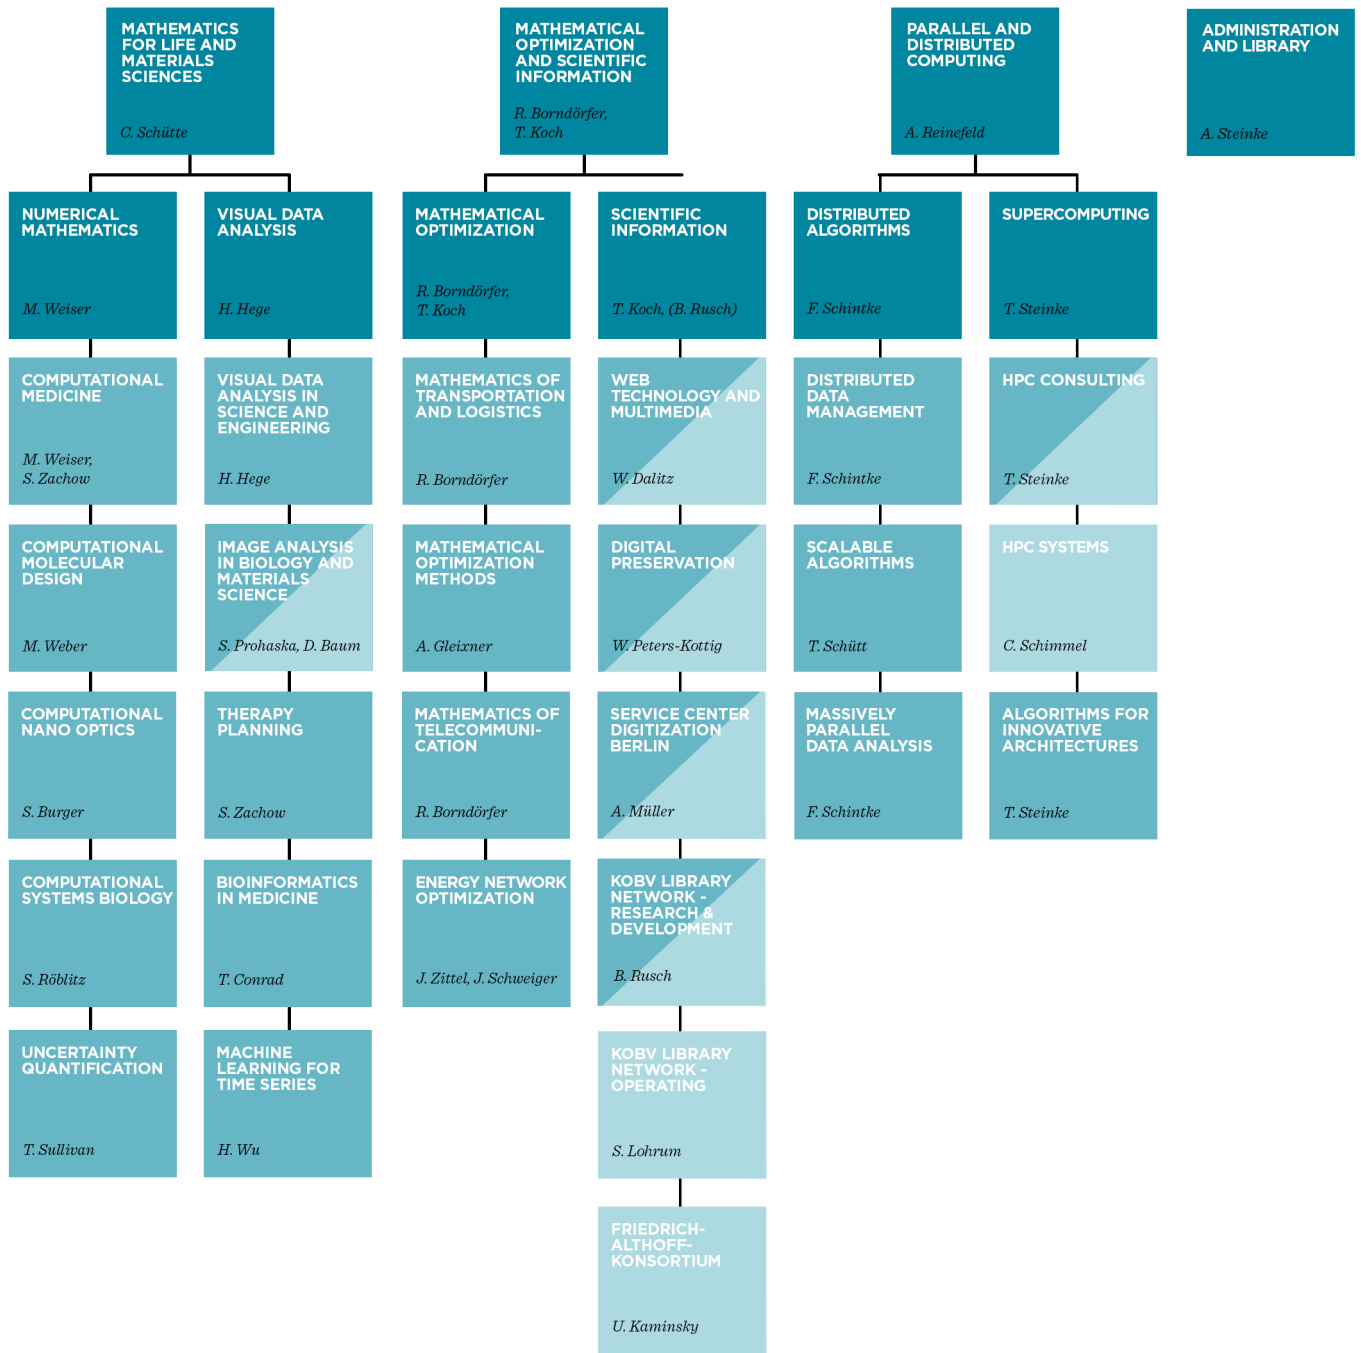 MATHEMATICS
FOR LIFE AND
MATERIALS
SCIENCES
C. Schütte
MATHEMATICAL
OPTIMIZATION
AND SCIENTIFIC
INFORMATION
R. Borndörfer,
T. Koch
PARALLEL AND
DISTRIBUTED
COMPUTING
A. Reinefeld
ADMINISTRATION
AND LIBRARY
A. Steinke
NUMERICAL
MATHEMATICS
M. Weiser
VISUAL DATA
ANALYSIS
H. Hege
MATHEMATICAL
OPTIMIZATION
R. Borndörfer,
T. Koch
SCIENTIFIC
INFORMATION
T. Koch, (B. Rusch)
DISTRIBUTED
ALGORITHMS
F. Schintke
SUPERCOMPUTING
T. Steinke
COMPUTATIONAL
MEDICINE
M. Weiser,
S. Zachow
VISUAL DATA
ANALYSIS IN
SCIENCE AND
ENGINEERING
H. Hege
MATHEMATICS OF
TRANSPORTATION
AND LOGISTICS
R. Borndörfer
WEB
TECHNOLOGY AND
MULTIMEDIA
W. Dalitz
DISTRIBUTED
DATA
MANAGEMENT
F. Schintke
HPC CONSULTING
T. Steinke
COMPUTATIONAL
MOLECULAR
DESIGN
M. Weber
IMAGE ANALYSIS
IN BIOLOGY AND
MATERIALS
SCIENCE
S. Prohaska, D. Baum
MATHEMATICAL
OPTIMIZATION
METHODS
A. Gleixner
DIGITAL
PRESERVATION
W. Peters-Kottig
SCALABLE
ALGORITHMS
T. Schütt
HPC SYSTEMS
C. Schimmel
COMPUTATIONAL
NANO OPTICS
S. Burger
THERAPY
PLANNING
S. Zachow
MATHEMATICS OF
TELECOMMUNI-
CATION
R. Borndörfer
SERVICE CENTER
DIGITIZATION
BERLIN
A. Müller
MASSIVELY
PARALLEL
DATA ANALYSIS
F. Schintke
ALGORITHMS FOR
INNOVATIVE
ARCHITECTURES
T. Steinke
COMPUTATIONAL
SYSTEMS BIOLOGY
S. Röblitz
BIOINFORMATICS
IN MEDICINE
T. Conrad
ENERGY NETWORK
OPTIMIZATION
J. Zittel, J. Schweiger
KOBV LIBRARY
NETWORK -
RESEARCH &
DEVELOPMENT
B. Rusch
UNCERTAINTY
QUANTIFICATION
T. Sullivan
MACHINE
LEARNING FOR
TIME SERIES
H. Wu
KOBV LIBRARY
NETWORK -
OPERATING
S. Lohrum
FRIEDRICH-
ALTHOFF-
KONSORTIUM
U. Kaminsky